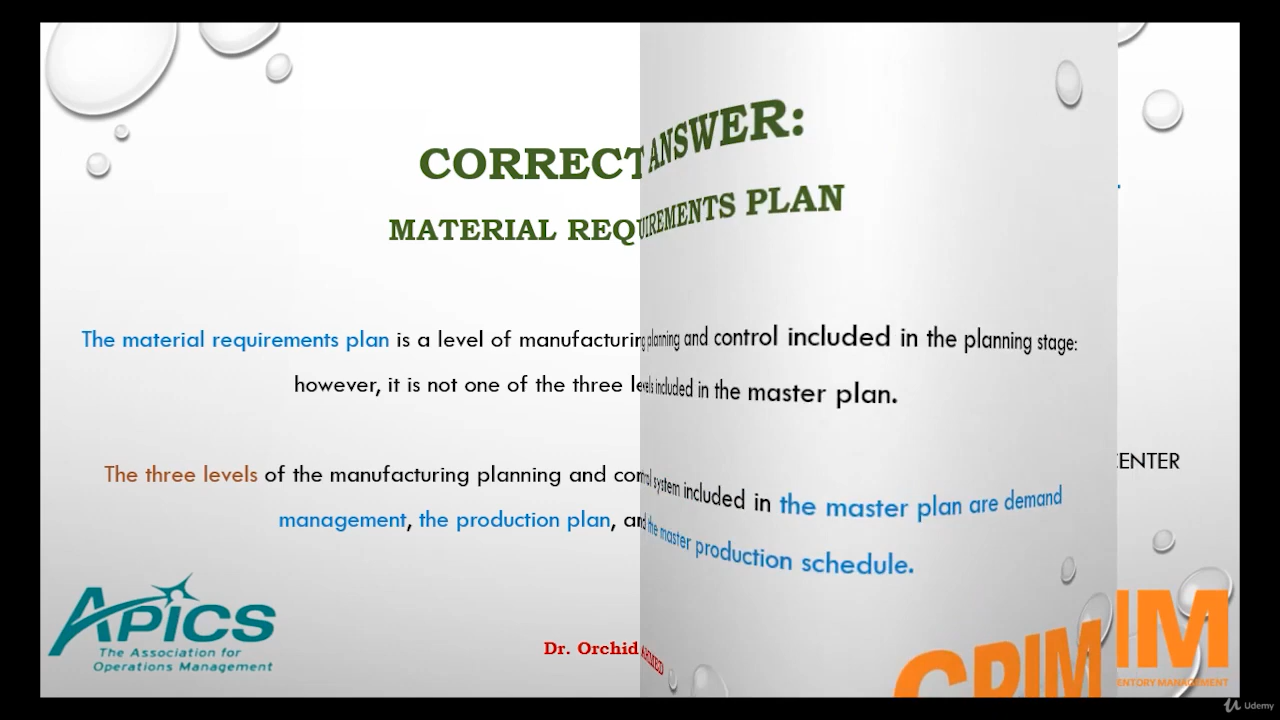 CORRECT ANSWER:
MATERIAL REQUIREMENTS PLAN
The material requirements plan is a level of manufacturing planning and control included in the planning stage:
however, it is not one of the three levels included in the master plan.
The three levels of the manufacturing planning and control system included in the master plan are demand
management, the production plan, and the master production schedule.
ENTER
APICS
The Association for
Operations Management
Dr. Orchid AHMED
CPIM
IM
ENTORY MANAGEMENT
Udemy